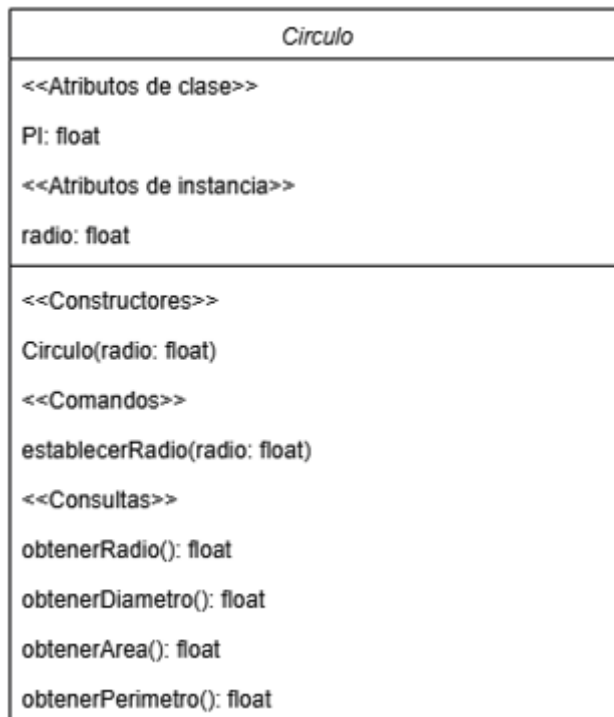 Circulo
<<Atributos de clase>>
PI: float
<<Atributos de instancia>>
radio: float
<<Constructores>>
Circulo(radio: float)
<<Comandos>>
establecerRadio(radio: float)
<<Consultas>>
obtenerRadio(): float
obtenerDiametro(): float
obtenerArea(): float
obtenerPerimetro(): float